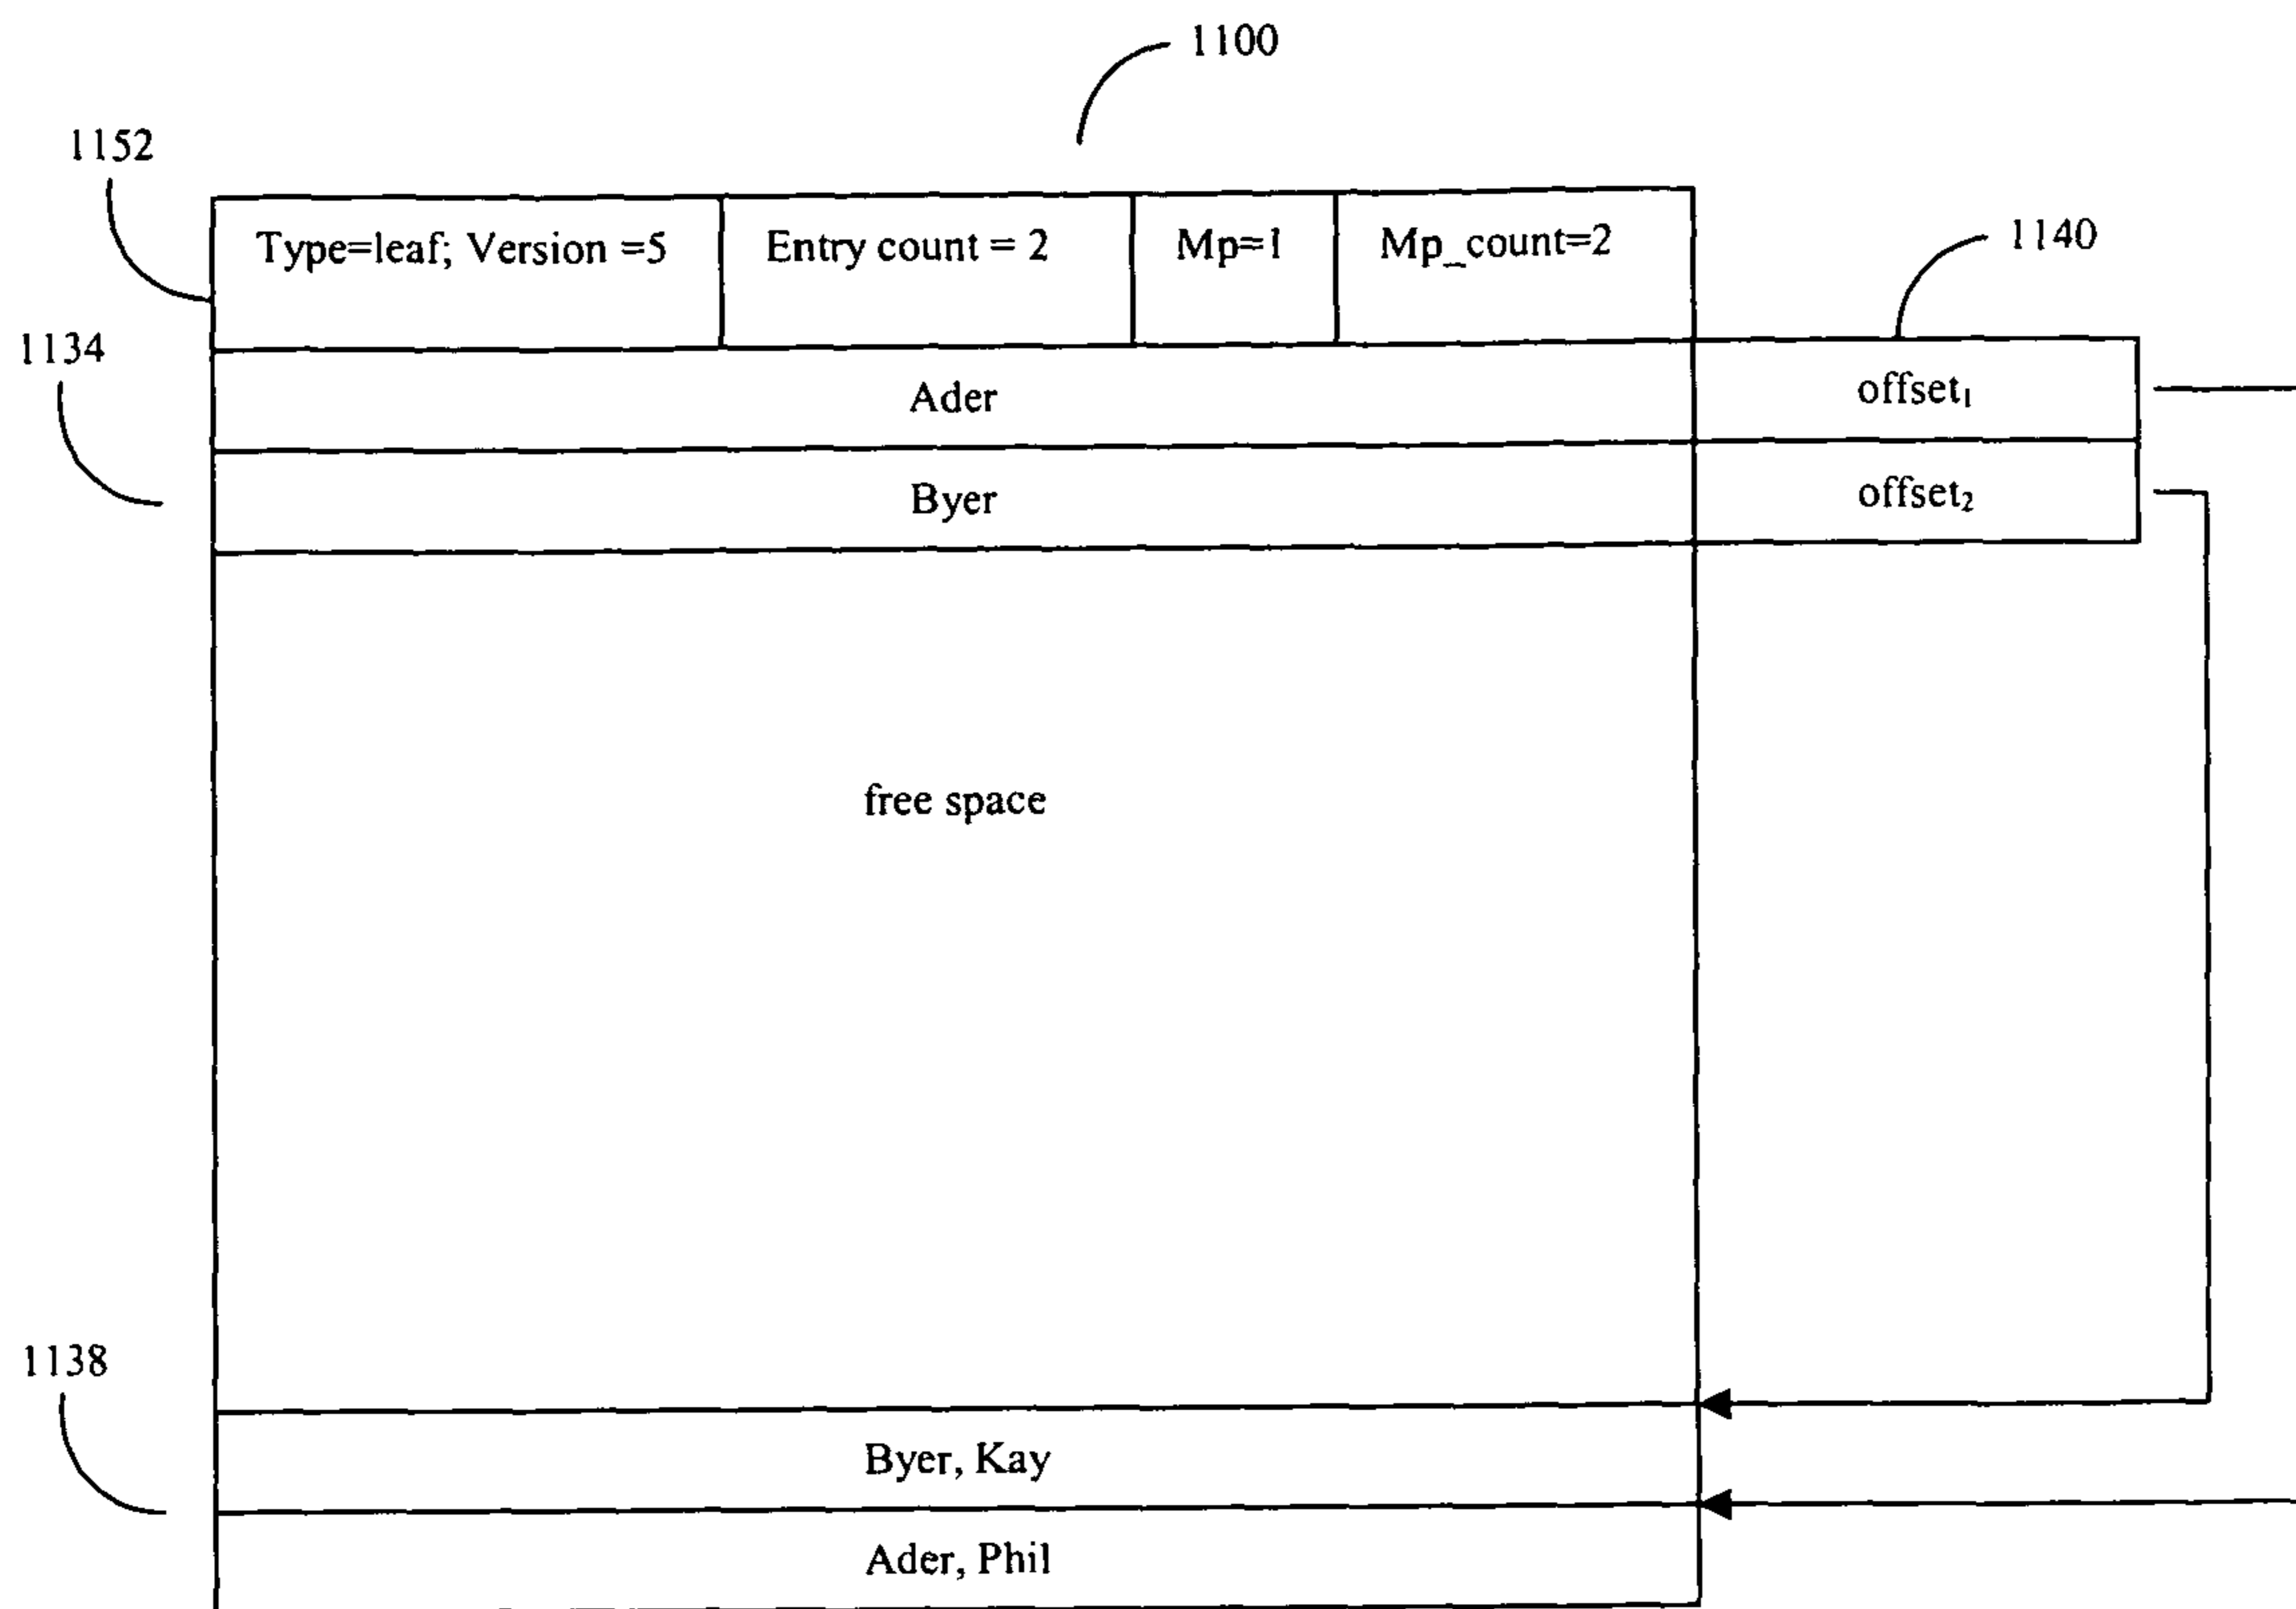 1100
1152
Type=leaf; Version =5 Entry count = 2 Mp=1 Mp_count=2
1140
1134
Ader offset₁
Byer offset₂
free space
1138
Byer, Kay
Ader, Phil